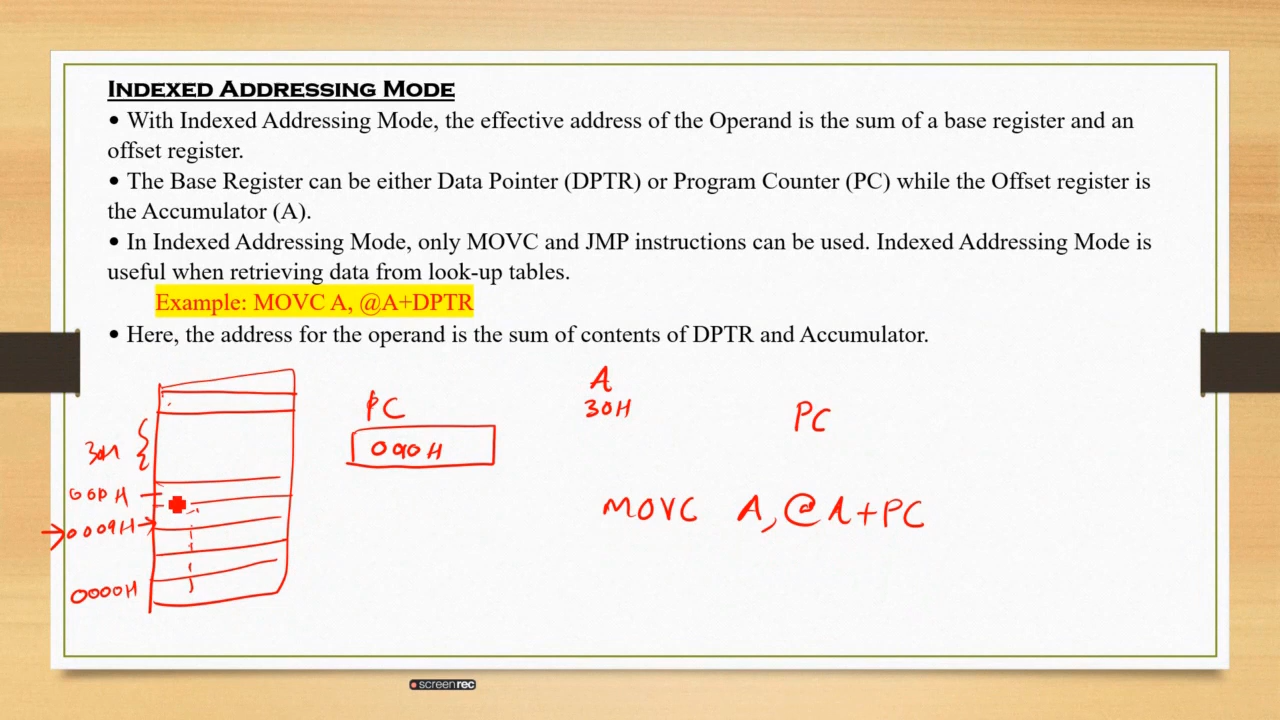 INDEXED ADDRESSING MODE
• With Indexed Addressing Mode, the effective address of the Operand is the sum of a base register and an
offset register.
• The Base Register can be either Data Pointer (DPTR) or Program Counter (PC) while the Offset register is
the Accumulator (A).
• In Indexed Addressing Mode, only MOVC and JMP instructions can be used. Indexed Addressing Mode is
useful when retrieving data from look-up tables.
Example: MOVC A, @A+DPTR
• Here, the address for the operand is the sum of contents of DPTR and Accumulator.
A
30H
PC
PC
30H
0009H
0000H
MOVC A, @A+PC
screenrec